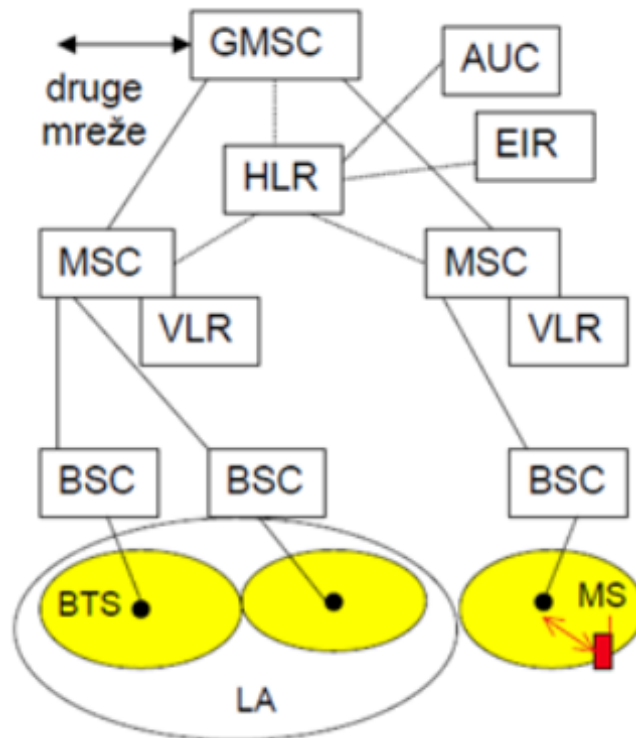 GMSC
AUC
druge
mreže
EIR
HLR
MSC
MSC
VLR
VLR
BSC
BSC
BSC
BTS
MS
LA